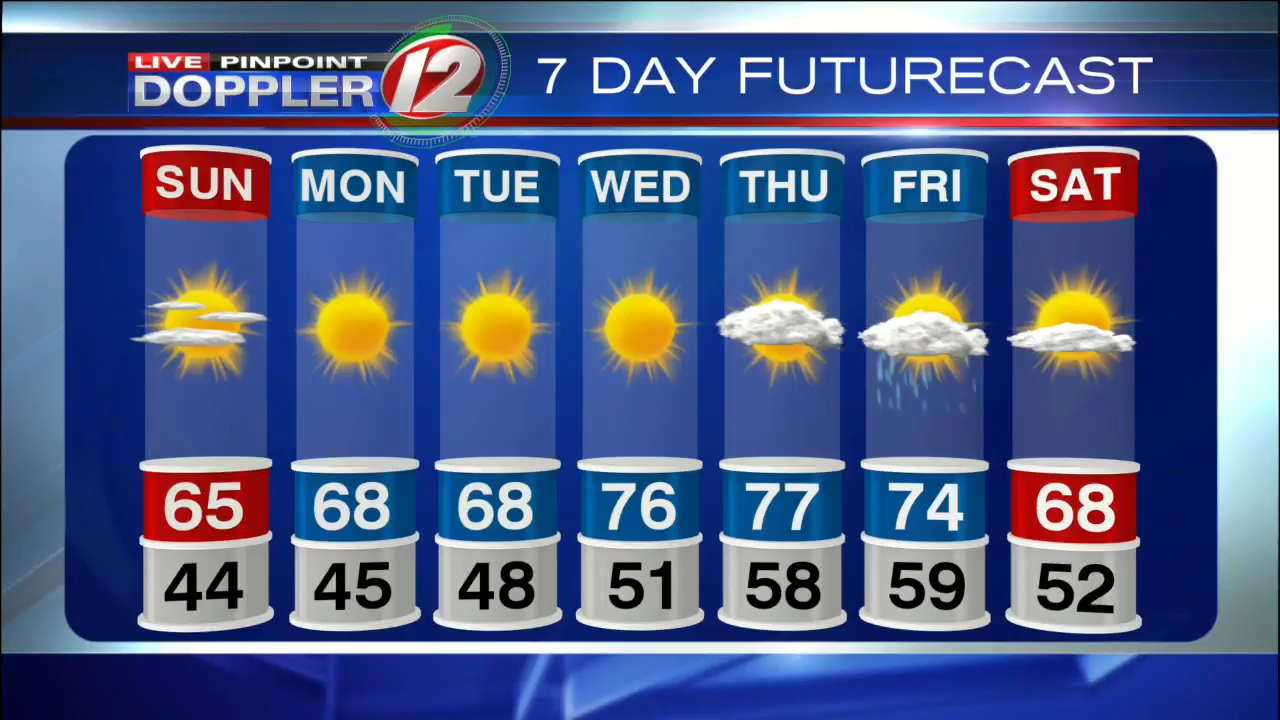 LIVE PINPOINT
DOPPLER 12
7 DAY FUTURECAST
SUN MON TUE WED THU FRI SAT
65 68 68 76 77 74 68
44 45 48 51 58 59 52